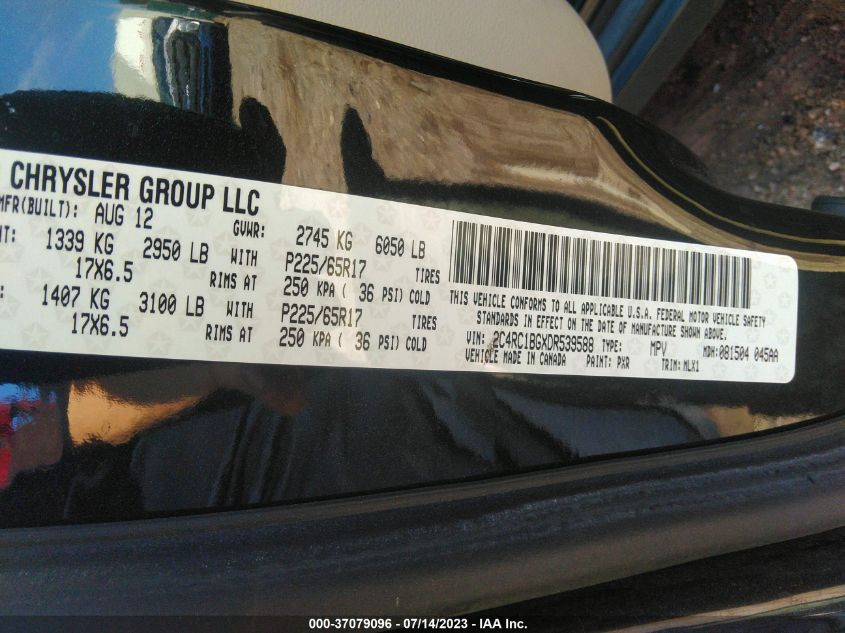 CHRYSLER GROUP LLC
MFR(BUILT): AUG 12 GVWR: 2745 KG 6050 LB
1339 KG 2950 LB WITH P225/65R17 TIRES
17X6.5 RIMS AT 250 KPA ( 36 PSI) COLD
1407 KG 3100 LB WITH P225/65R17 TIRES
17X6.5 RIMS AT 250 KPA ( 36 PSI) COLD
THIS VEHICLE CONFORMS TO ALL APPLICABLE U.S.A. FEDERAL MOTOR VEHICLE SAFETY
STANDARDS IN EFFECT ON THE DATE OF MANUFACTURE SHOWN ABOVE.
VIN: 2C4RC1BGXDR539588 TYPE: MPV MDH: 081504 045AA
VEHICLE MADE IN CANADA PAINT: PXR TRIM: MLX1
000-37079096 - 07/14/2023 - IAA Inc.